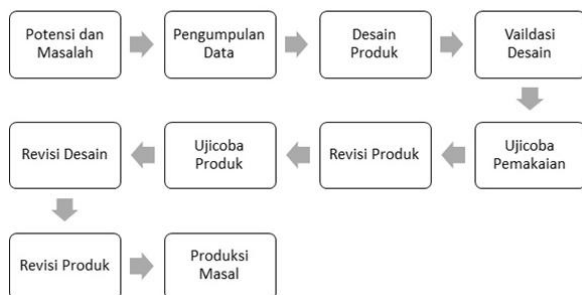 Potensi dan
Masalah
Pengumpulan
Data
Desain
Produk
Vaildasi
Desain
Ujicoba
Pemakaian
Revisi Produk
Ujicoba
Produk
Revisi Desain
Revisi Produk
Produksi
Masal